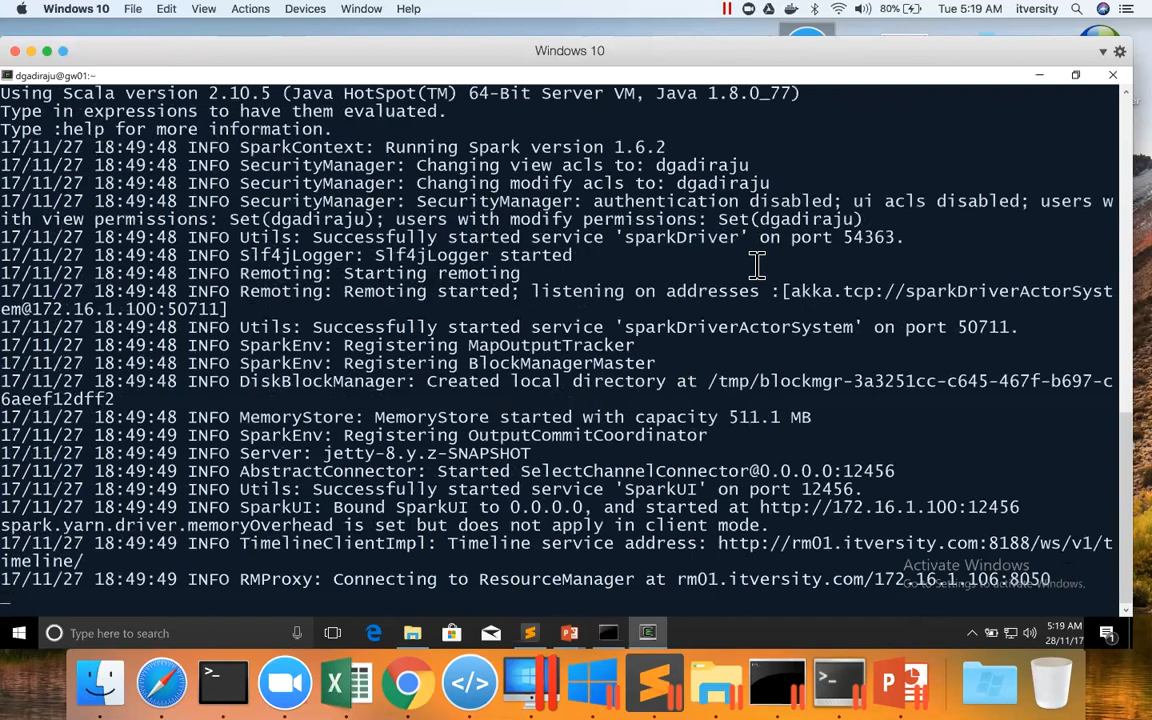 Windows 10 File Edit View Actions Devices Window Help 80% Tue 5:19 AM itversity
Windows 10
dgadiraju@gw01:~
Using Scala version 2.10.5 (Java HotSpot(TM) 64-Bit Server VM, Java 1.8.0_77)
Type in expressions to have them evaluated.
Type :help for more information.
17/11/27 18:49:48 INFO SparkContext: Running Spark version 1.6.2
17/11/27 18:49:48 INFO SecurityManager: Changing view acls to: dgadiraju
17/11/27 18:49:48 INFO SecurityManager: Changing modify acls to: dgadiraju
17/11/27 18:49:48 INFO SecurityManager: SecurityManager: authentication disabled; ui acls disabled; users w
ith view permissions: Set(dgadiraju); users with modify permissions: Set(dgadiraju)
17/11/27 18:49:48 INFO Utils: Successfully started service 'sparkDriver' on port 54363.
17/11/27 18:49:48 INFO Slf4jLogger: Slf4jLogger started
17/11/27 18:49:48 INFO Remoting: Starting remoting
17/11/27 18:49:48 INFO Remoting: Remoting started; listening on addresses :[akka.tcp://sparkDriverActorSyst
em@172.16.1.100:50711]
17/11/27 18:49:48 INFO Utils: Successfully started service 'sparkDriverActorSystem' on port 50711.
17/11/27 18:49:48 INFO SparkEnv: Registering MapOutputTracker
17/11/27 18:49:48 INFO SparkEnv: Registering BlockManagerMaster
17/11/27 18:49:48 INFO DiskBlockManager: Created local directory at /tmp/blockmgr-3a3251cc-c645-467f-b697-c
6aeef12dff2
17/11/27 18:49:48 INFO MemoryStore: MemoryStore started with capacity 511.1 MB
17/11/27 18:49:49 INFO SparkEnv: Registering OutputCommitCoordinator
17/11/27 18:49:49 INFO Server: jetty-8.y.z-SNAPSHOT
17/11/27 18:49:49 INFO AbstractConnector: Started SelectChannelConnector@0.0.0.0:12456
17/11/27 18:49:49 INFO Utils: Successfully started service 'SparkUI' on port 12456.
17/11/27 18:49:49 INFO SparkUI: Bound SparkUI to 0.0.0.0, and started at http://172.16.1.100:12456
spark.yarn.driver.memoryOverhead is set but does not apply in client mode.
17/11/27 18:49:49 INFO TimelineClientImpl: Timeline service address: http://rm01.itversity.com:8188/ws/v1/t
imeline/
17/11/27 18:49:49 INFO RMProxy: Connecting to ResourceManager at rm01.itversity.com/172.16.1.106:8050
Activate Windows
Go to Settings to activate Windows.
Type here to search
5:19 AM
28/11/17